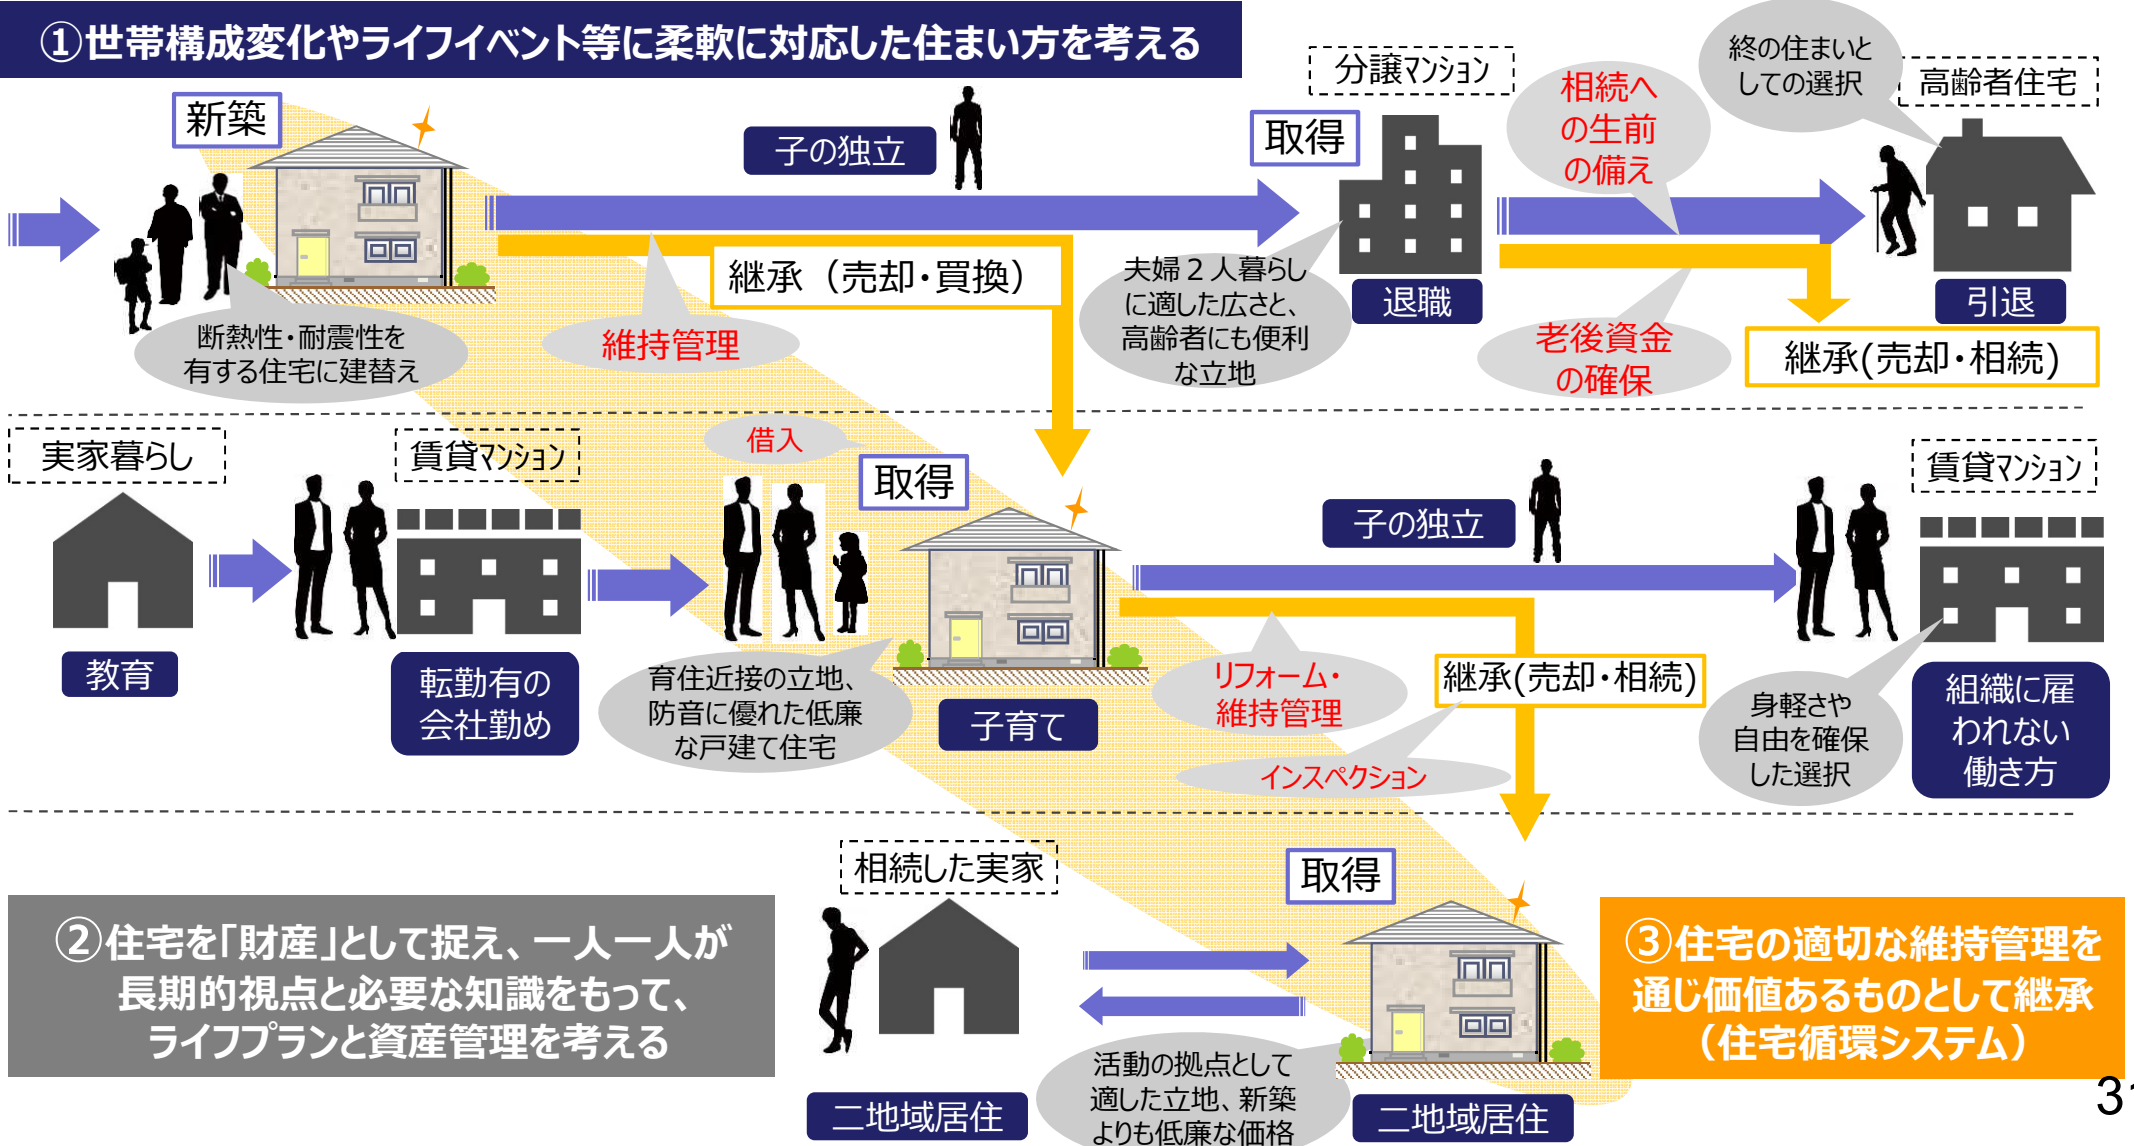 ①世帯構成変化やライフイベント等に柔軟に対応した住まい方を考える
新築
子の独立
取得
分譲マンション
相続へ
の生前
の備え
終の住まいと
しての選択
高齢者住宅
継承（売却・買換）
維持管理
断熱性・耐震性を
有する住宅に建替え
夫婦２人暮らし
に適した広さと、
高齢者にも便利
な立地
退職
老後資金
の確保
引退
継承(売却・相続)
実家暮らし
教育
賃貸マンション
転勤有の
会社勤め
借入
取得
育住近接の立地、
防音に優れた低廉
な戸建て住宅
子育て
子の独立
リフォーム・
維持管理
継承(売却・相続)
インスペクション
賃貸マンション
身軽さや
自由を確保
した選択
組織に雇
われない
働き方
②住宅を「財産」として捉え、一人一人が
長期的視点と必要な知識をもって、
ライフプランと資産管理を考える
相続した実家
二地域居住
取得
活動の拠点として
適した立地、新築
よりも低廉な価格
二地域居住
③住宅の適切な維持管理を
通じ価値あるものとして継承
（住宅循環システム）